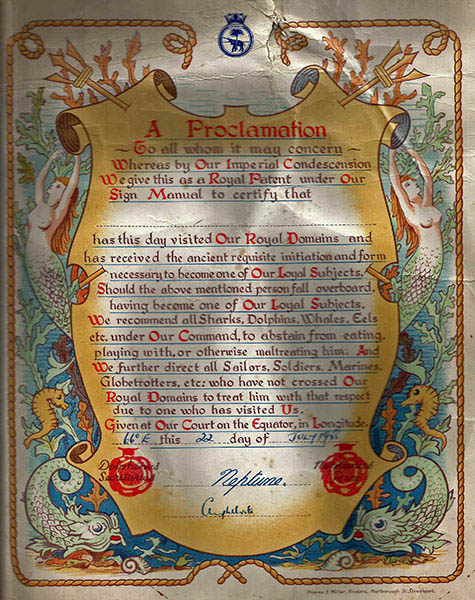 A Proclamation
~ To all whom it may concern ~
Whereas by Our Imperial Condescension
We give this as a Royal Patent under Our
Sign Manual to certify that
has this day visited Our Royal Domains and
has received the ancient requisite initiation and form
necessary to become one of Our Loyal Subjects.
Should the above mentioned person fall overboard,
having become one of Our Loyal Subjects,
We recommend all Sharks, Dolphins, Whales, Eels
etc. under Our Command, to abstain from eating,
playing with, or otherwise maltreating him. And
We further direct all Sailors, Soldiers, Marines,
Globetrotters, etc: who have not crossed Our
Royal Domains to treat him with that respect
due to one who has visited Us.
Given at Our Court on the Equator, in Longitude
66°E this 22 day of JULY
Neptune.
Amphitrite
Hiorns & Miller, Printers, Marlborough St., Devonport.